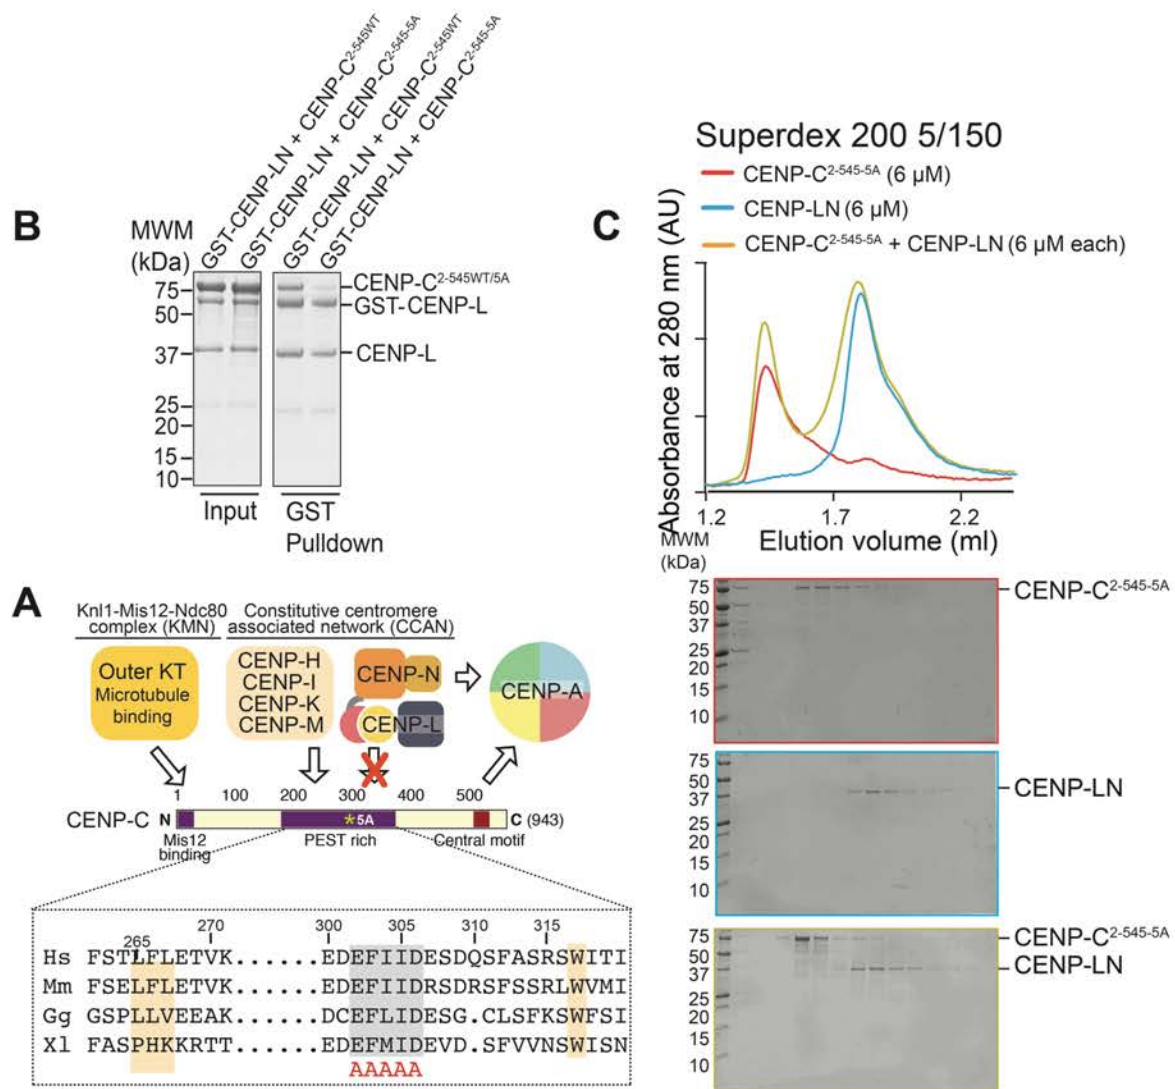 B
GST-CENP-LN + CENP-C2-545WT
GST-CENP-LN + CENP-C2-545-5A
GST-CENP-LN + CENP-C2-545WT
GST-CENP-LN + CENP-C2-545-5A
MWM
(kDa)
75
50
37
25
20
15
10
CENP-C2-545WT/5A
GST-CENP-L
CENP-L
Input
GST
Pulldown
A
Knl1-Mis12-Ndc80
complex (KMN)
Constitutive centromere
associated network (CCAN)
Outer KT
Microtubule
binding
CENP-H
CENP-I
CENP-K
CENP-M
CENP-N
CENP-L
CENP-A
1 100 200 300 400 500
CENP-C N *5A C (943)
Mis12
binding
PEST rich
Central motif
265 270 300 305 310 315
Hs FSTLFLETVK......EDEFIIDESDQSFASRSWITI
Mm FSELFLETVK......EDEFIIDRSDRSFSSRLWVMI
Gg GSPLLVEEAK......DCEFLIDESG.CLSFKSWFSI
Xl FASPHKKRTT......EDEFMIDEVD.SFVVNSWISN
AAAAA
C
Superdex 200 5/150
CENP-C2-545-5A (6 µM)
CENP-LN (6 µM)
CENP-C2-545-5A + CENP-LN (6 µM each)
Absorbance at 280 nm (AU)
1.2 1.7 2.2
Elution volume (ml)
MWM
(kDa)
75
50
37
25
20
15
10
CENP-C2-545-5A
75
50
37
25
20
15
10
CENP-LN
75
50
37
25
20
15
10
CENP-C2-545-5A
CENP-LN